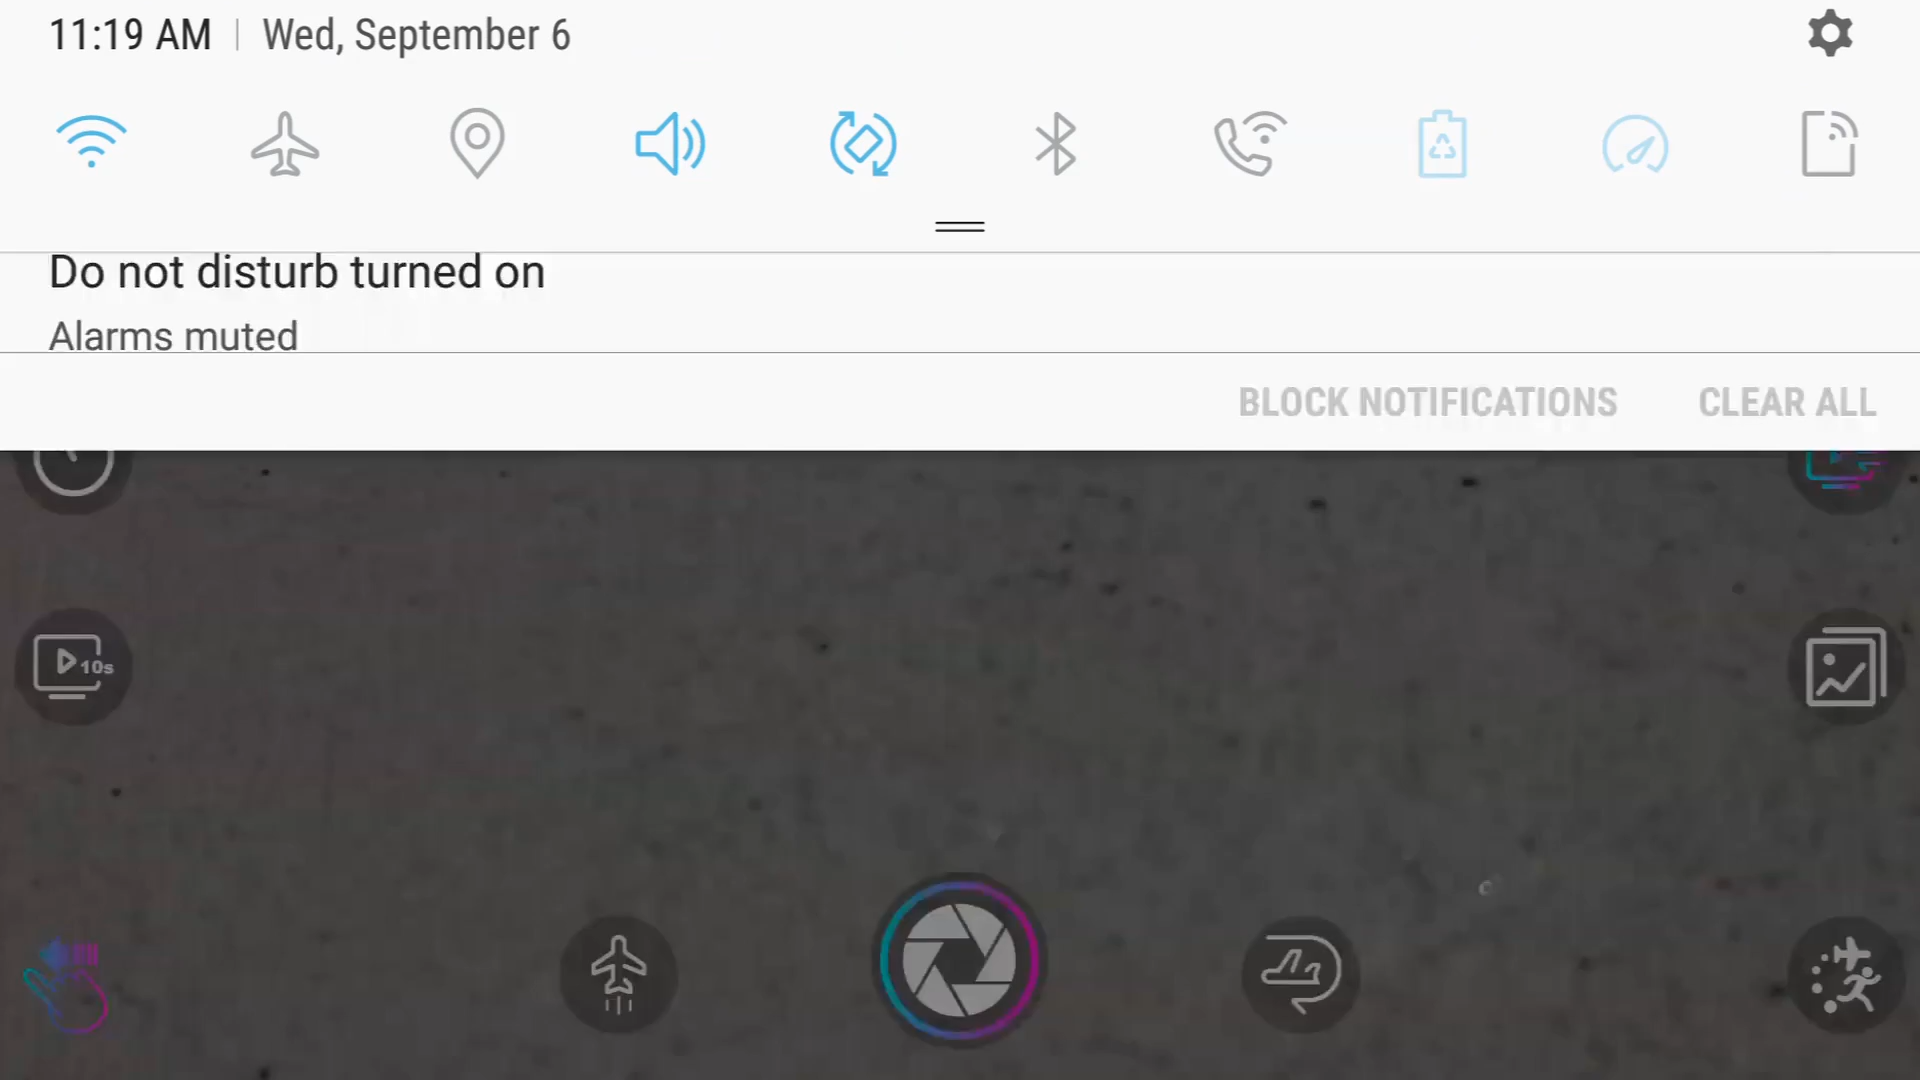 11:19 AM | Wed, September 6
Do not disturb turned on
Alarms muted
BLOCK NOTIFICATIONS CLEAR ALL
10s